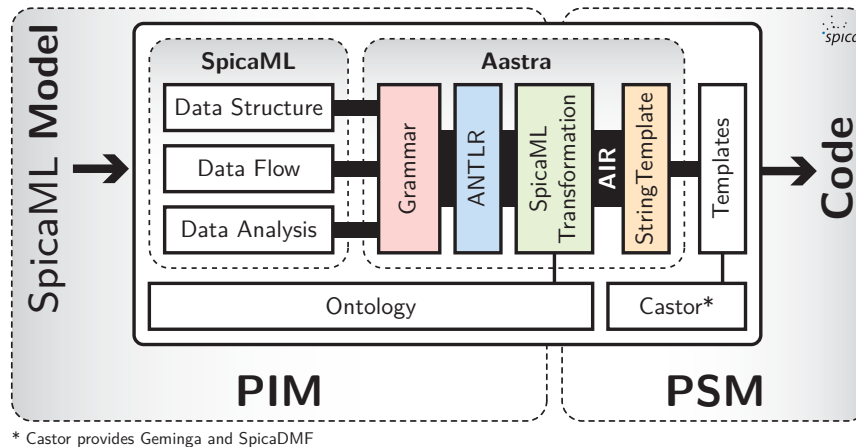 spica
SpicaML Model
SpicaML
Data Structure
Data Flow
Data Analysis
Aastra
Grammar
ANTLR
SpicaML
Transformation
AIR
StringTemplate
Templates
Code
Ontology
Castor*
PIM
PSM
* Castor provides Geminga and SpicaDMF